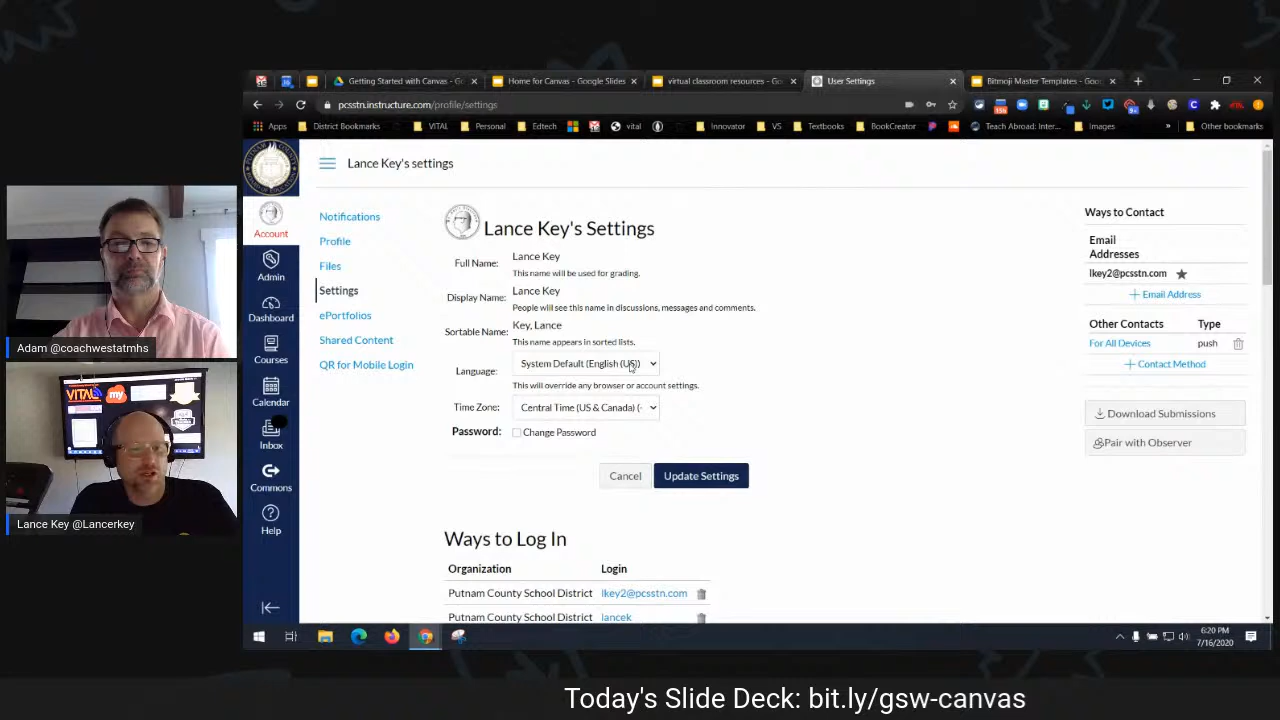 Getting Started with Canvas - G
Home for Canvas - Google Slides
virtual classroom resources - Go
User Settings
Bitmoji Master Templates - Go
pcsstn.instructure.com/profile/settings
Apps
District Bookmarks
VITAL
Personal
Edtech
vital
Innovator
VS
Textbooks
BookCreator
Teach Abroad: Inter...
Images
»
Other bookmarks
Lance Key's settings
Account
Admin
Dashboard
Courses
Calendar
Inbox
Commons
Help
Notifications
Profile
Files
Settings
ePortfolios
Shared Content
QR for Mobile Login
Lance Key's Settings
Full Name: Lance Key
This name will be used for grading.
Display Name: Lance Key
People will see this name in discussions, messages and comments.
Sortable Name: Key, Lance
This name appears in sorted lists.
Language: System Default (English (US))
This will override any browser or account settings.
Time Zone: Central Time (US & Canada) (-
Password: Change Password
Cancel
Update Settings
Ways to Log In
Organization Login
Putnam County School District lkey2@pcsstn.com
Putnam County School District lancek
Ways to Contact
Email
Addresses
lkey2@pcsstn.com
+ Email Address
Other Contacts Type
For All Devices push
+ Contact Method
Download Submissions
Pair with Observer
Adam @coachwestatmhs
VITAL
my
Lance Key @Lancerkey
6:20 PM
7/16/2020
Today's Slide Deck: bit.ly/gsw-canvas